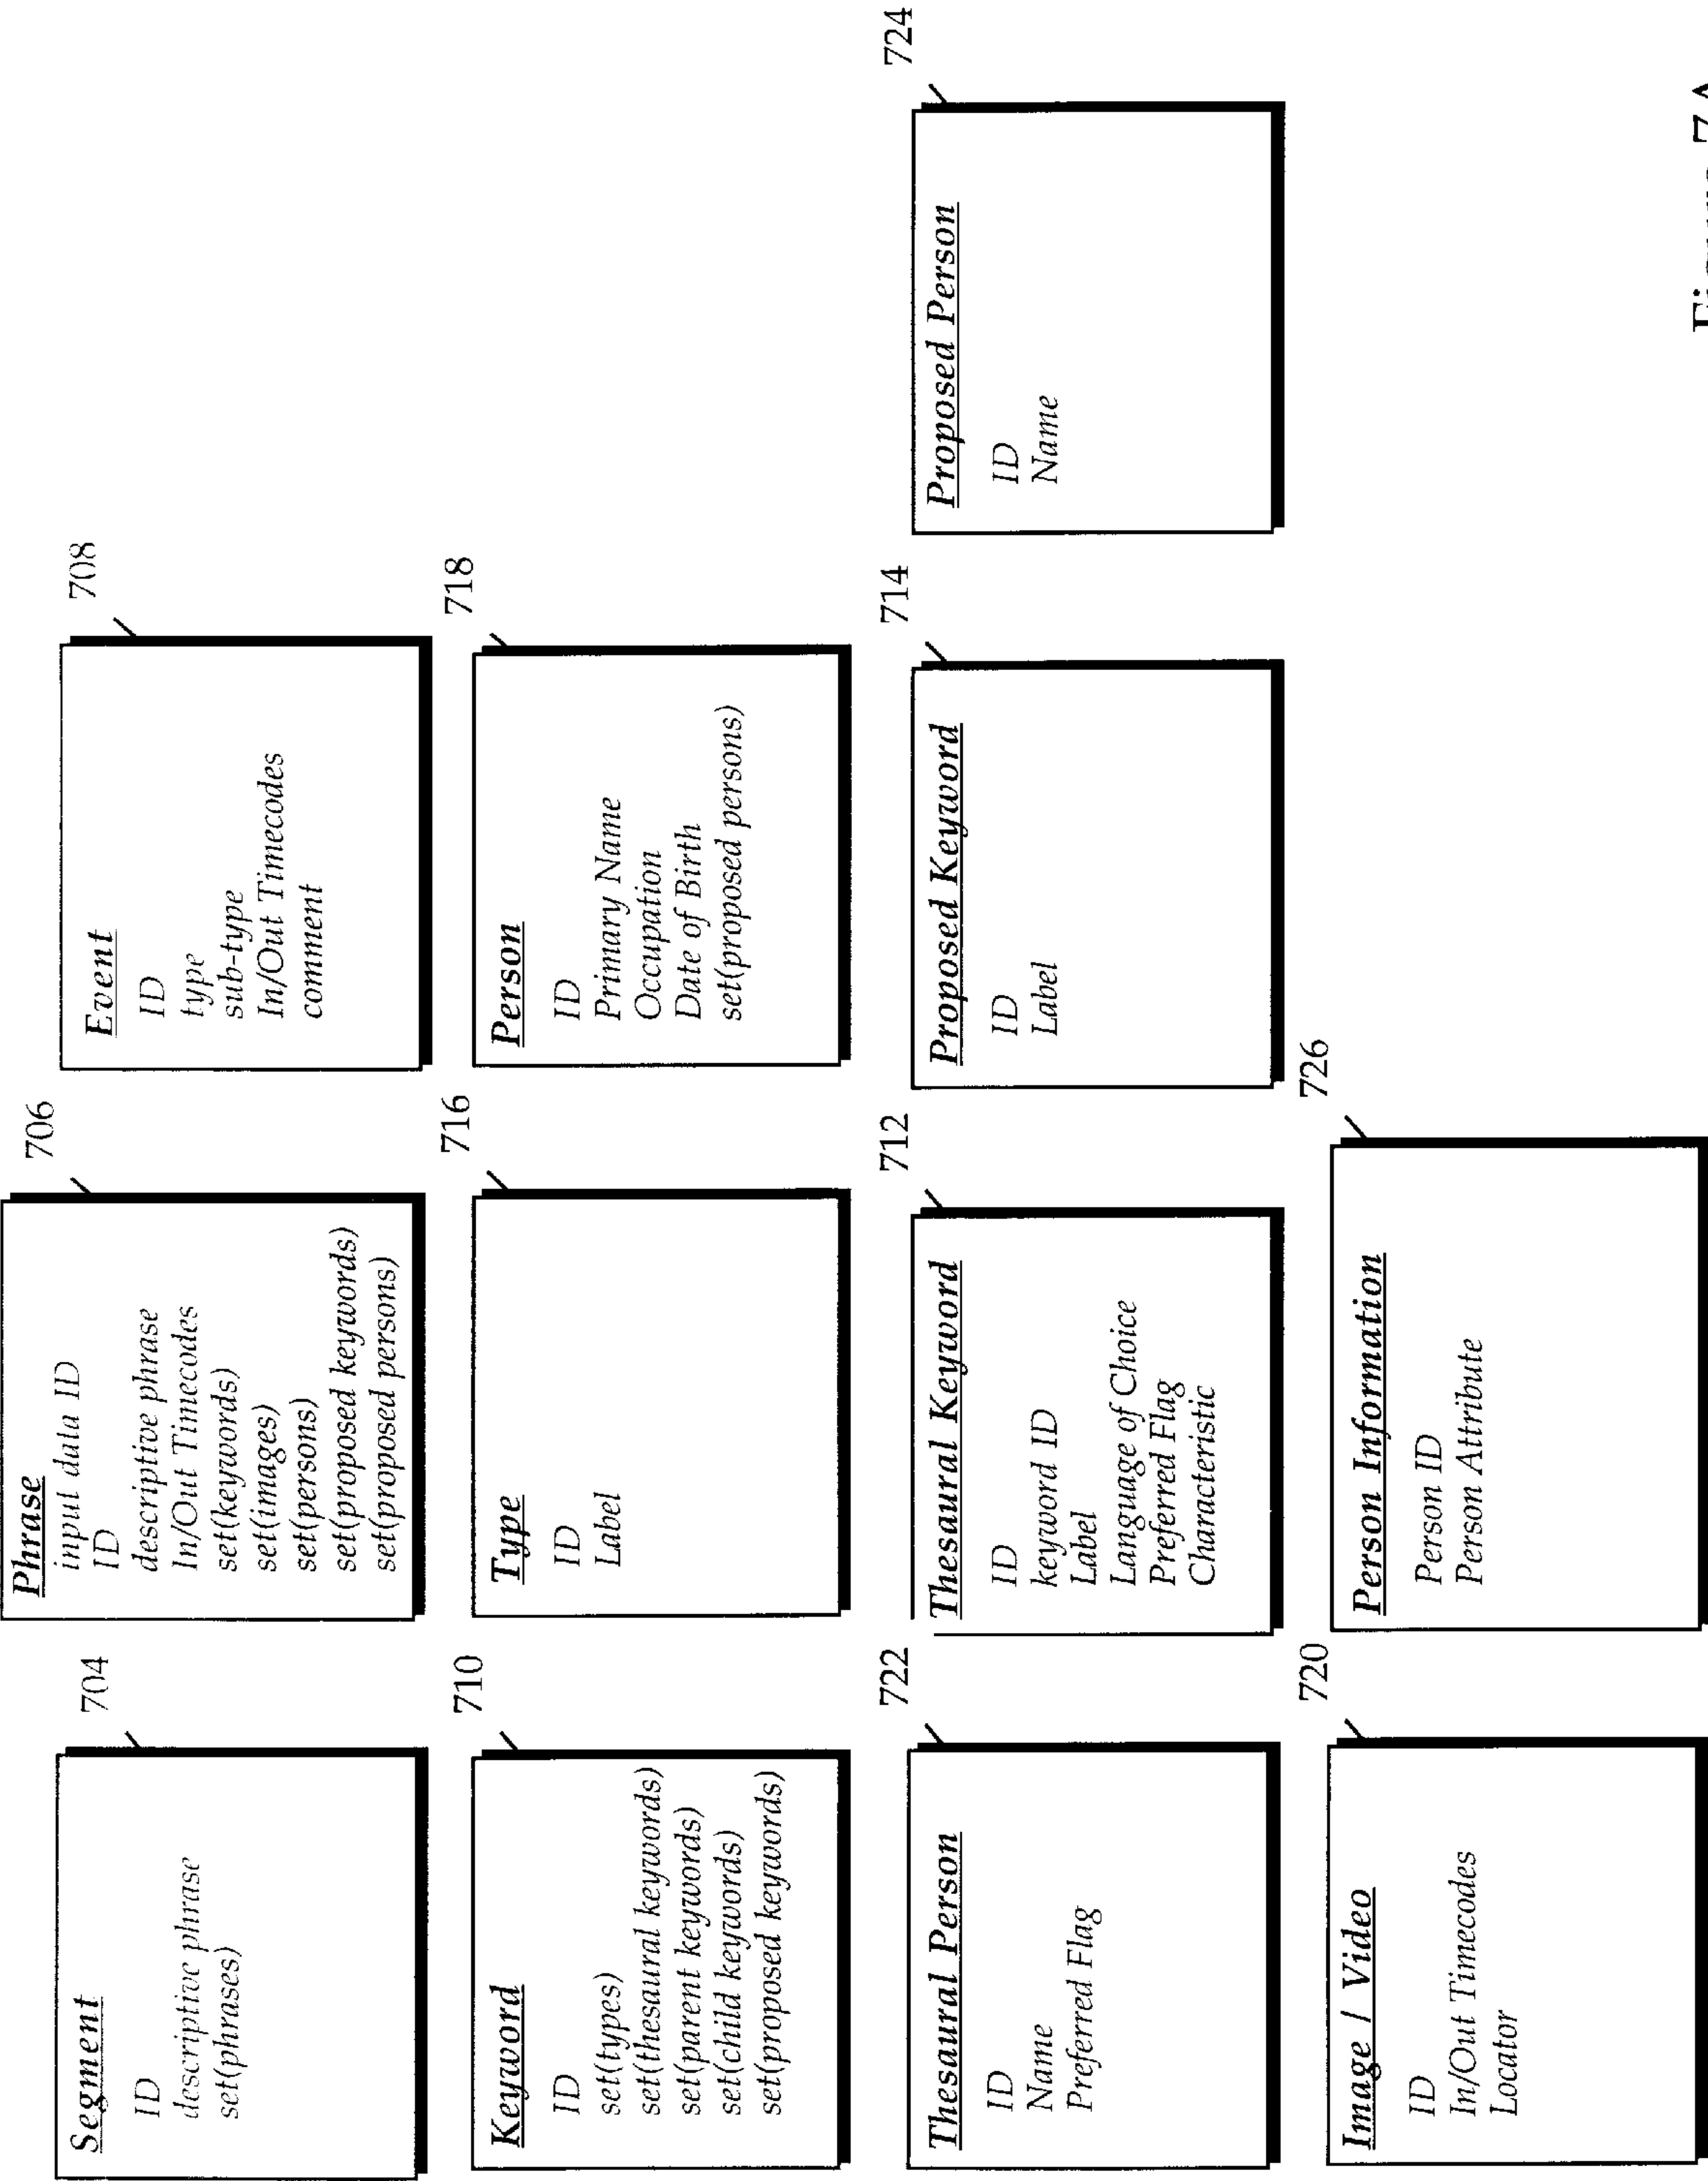 704
Segment
ID
descriptive phrase
set(phrases)
706
Phrase
input data ID
ID
descriptive phrase
In/Out Timecodes
set(keywords)
set(images)
set(persons)
set(proposed keywords)
set(proposed persons)
708
Event
ID
type
sub-type
In/Out Timecodes
comment
710
Keyword
ID
set(types)
set(thesaural keywords)
set(parent keywords)
set(child keywords)
set(proposed keywords)
716
Type
ID
Label
718
Person
ID
Primary Name
Occupation
Date of Birth
set(proposed persons)
722
Thesaural Person
ID
Name
Preferred Flag
712
Thesaural Keyword
ID
keyword ID
Label
Language of Choice
Preferred Flag
Characteristic
714
Proposed Keyword
ID
Label
724
Proposed Person
ID
Name
720
Image / Video
ID
In/Out Timecodes
Locator
726
Person Information
Person ID
Person Attribute
Figure 7A